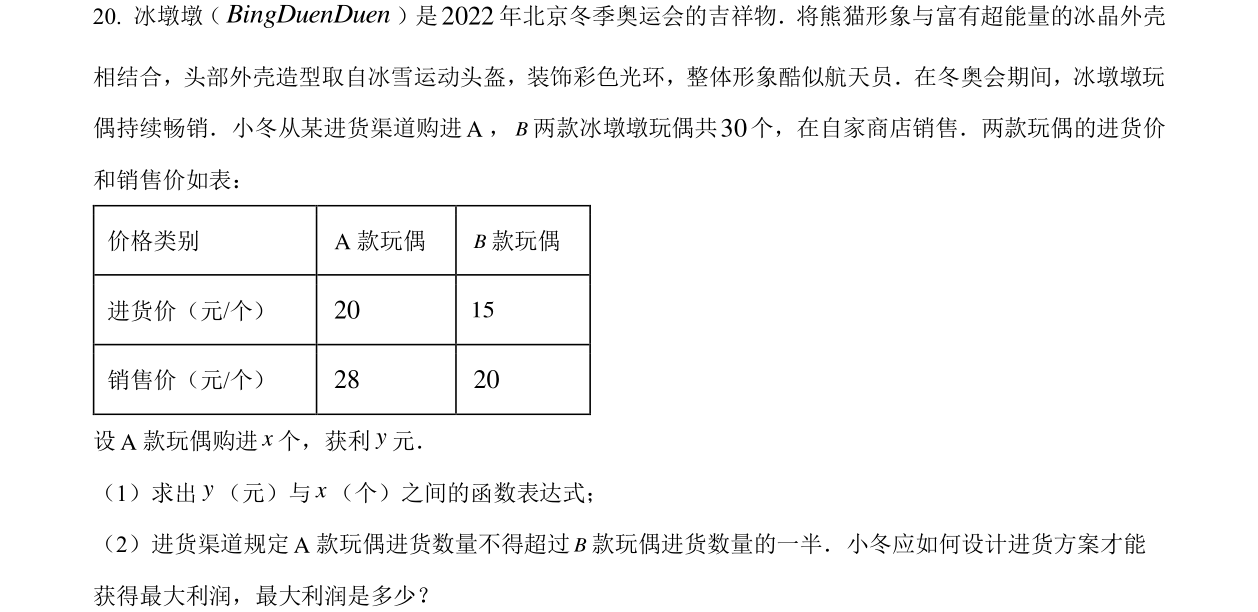 20. 冰墩墩（BingDuenDuen）是2022年北京冬季奥运会的吉祥物．将熊猫形象与富有超能量的冰晶外壳
相结合，头部外壳造型取自冰雪运动头盔，装饰彩色光环，整体形象酷似航天员．在冬奥会期间，冰墩墩玩
偶持续畅销．小冬从某进货渠道购进A，B两款冰墩墩玩偶共30个，在自家商店销售．两款玩偶的进货价
和销售价如表：
价格类别 A 款玩偶 B 款玩偶
进货价（元/个） 20 15
销售价（元/个） 28 20
设A 款玩偶购进x个，获利y元．
（1）求出y（元）与x（个）之间的函数表达式；
（2）进货渠道规定A 款玩偶进货数量不得超过B款玩偶进货数量的一半．小冬应如何设计进货方案才能
获得最大利润，最大利润是多少？